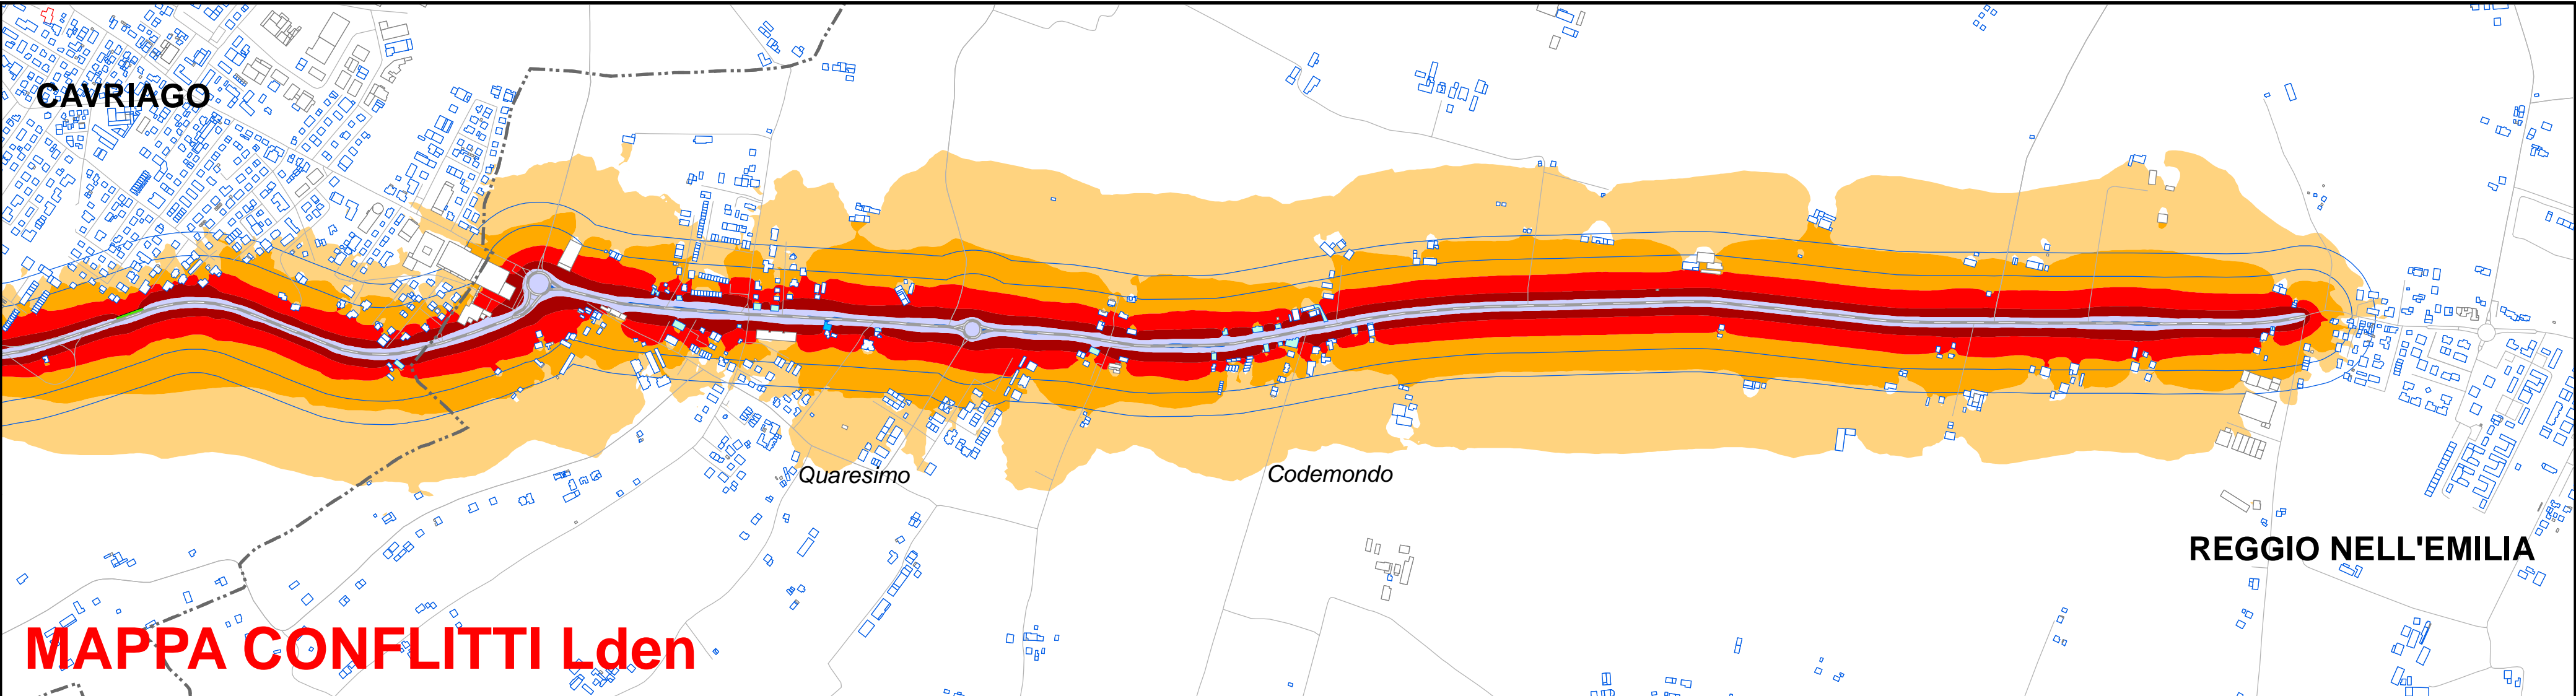 CAVRIAGO
Quaresimo
Codemondo
REGGIO NELL'EMILIA
MAPPA CONFLITTI Lden